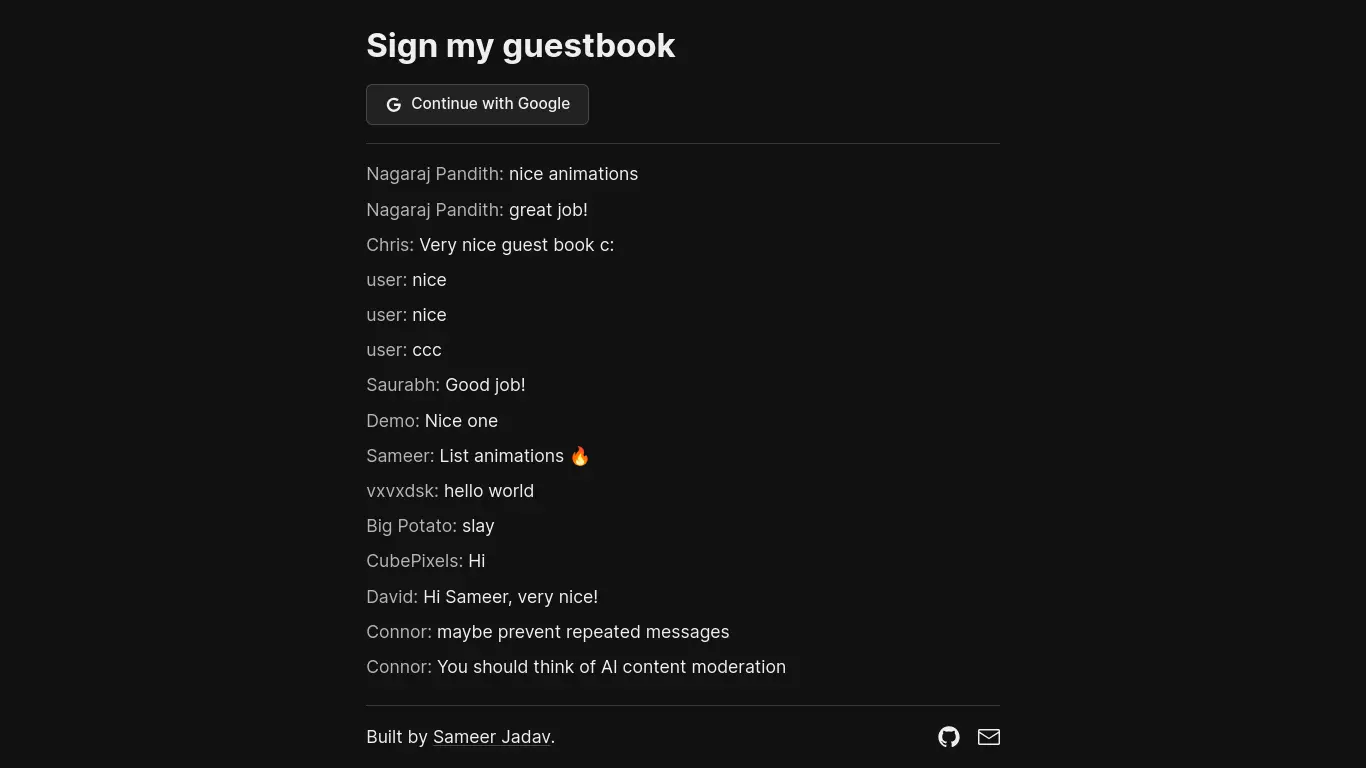 Sign my guestbook
Continue with Google
Nagaraj Pandith: nice animations
Nagaraj Pandith: great job!
Chris: Very nice guest book c:
user: nice
user: nice
user: ccc
Saurabh: Good job!
Demo: Nice one
Sameer: List animations 🔥
vxvxdsk: hello world
Big Potato: slay
CubePixels: Hi
David: Hi Sameer, very nice!
Connor: maybe prevent repeated messages
Connor: You should think of AI content moderation
Built by Sameer Jadav.